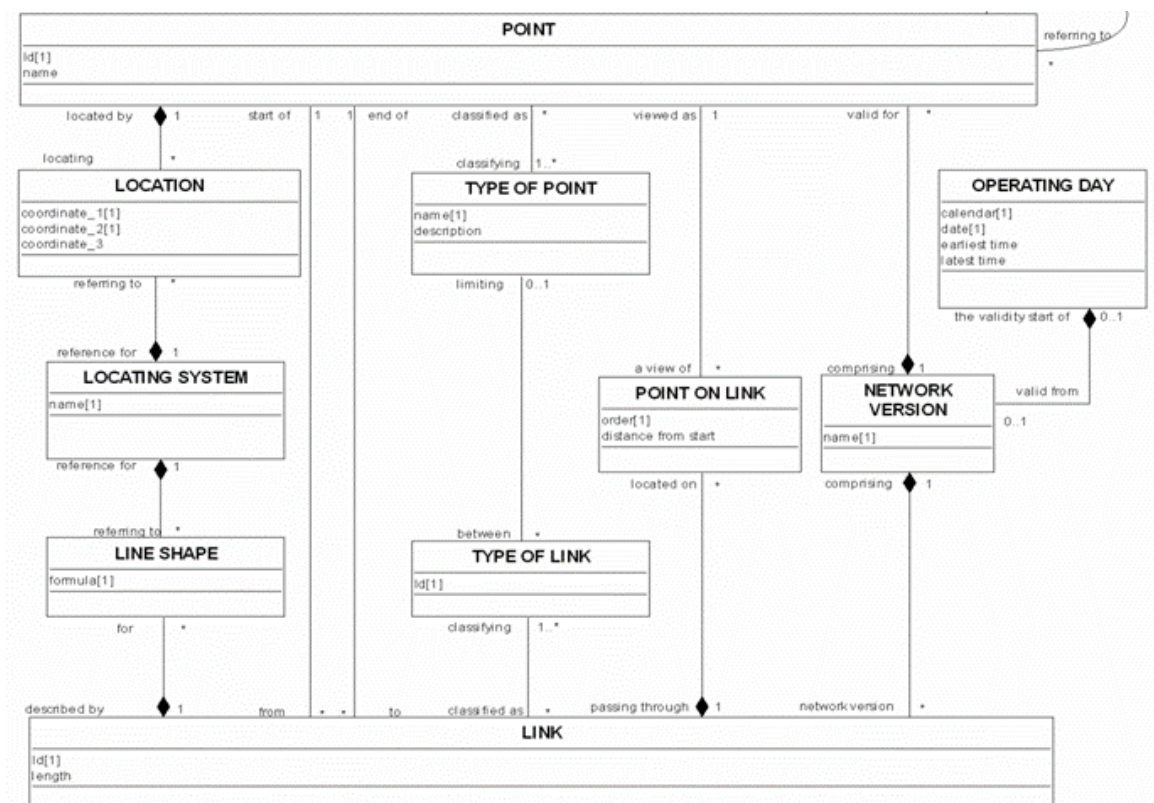 POINT
Id[1]
name
referring to
*
located by 1
start of 1
1 end of
classified as *
viewed as 1
valid for *
locating *
classifying 1..*
LOCATION
coordinate_1[1]
coordinate_2[1]
coordinate_3
TYPE OF POINT
name[1]
description
OPERATING DAY
calendar[1]
date[1]
earliest time
latest time
referring to *
limiting 0..1
the validity start of 0..1
reference for 1
a view of *
comprising 1
LOCATING SYSTEM
name[1]
POINT ON LINK
order[1]
distance from start
NETWORK
VERSION
name[1]
valid from
0..1
reference for 1
located on *
comprising 1
referring to *
between *
LINE SHAPE
formula[1]
TYPE OF LINK
Id[1]
for *
classifying 1..*
described by 1
from *
* to
classified as *
passing through 1
network version *
LINK
Id[1]
length